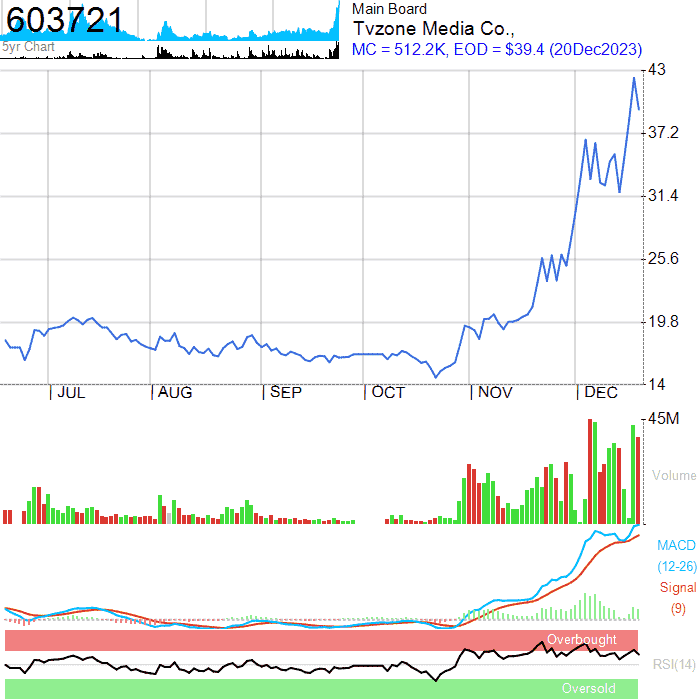 603721
5yr Chart
Main Board
Tvzone Media Co.,
MC = 512.2K, EOD = $39.4 (20Dec2023)
43
37.2
31.4
25.6
19.8
14
JUL AUG SEP OCT NOV DEC
45M
Volume
MACD
(12-26)
Signal
(9)
Overbought
RSI(14)
Oversold